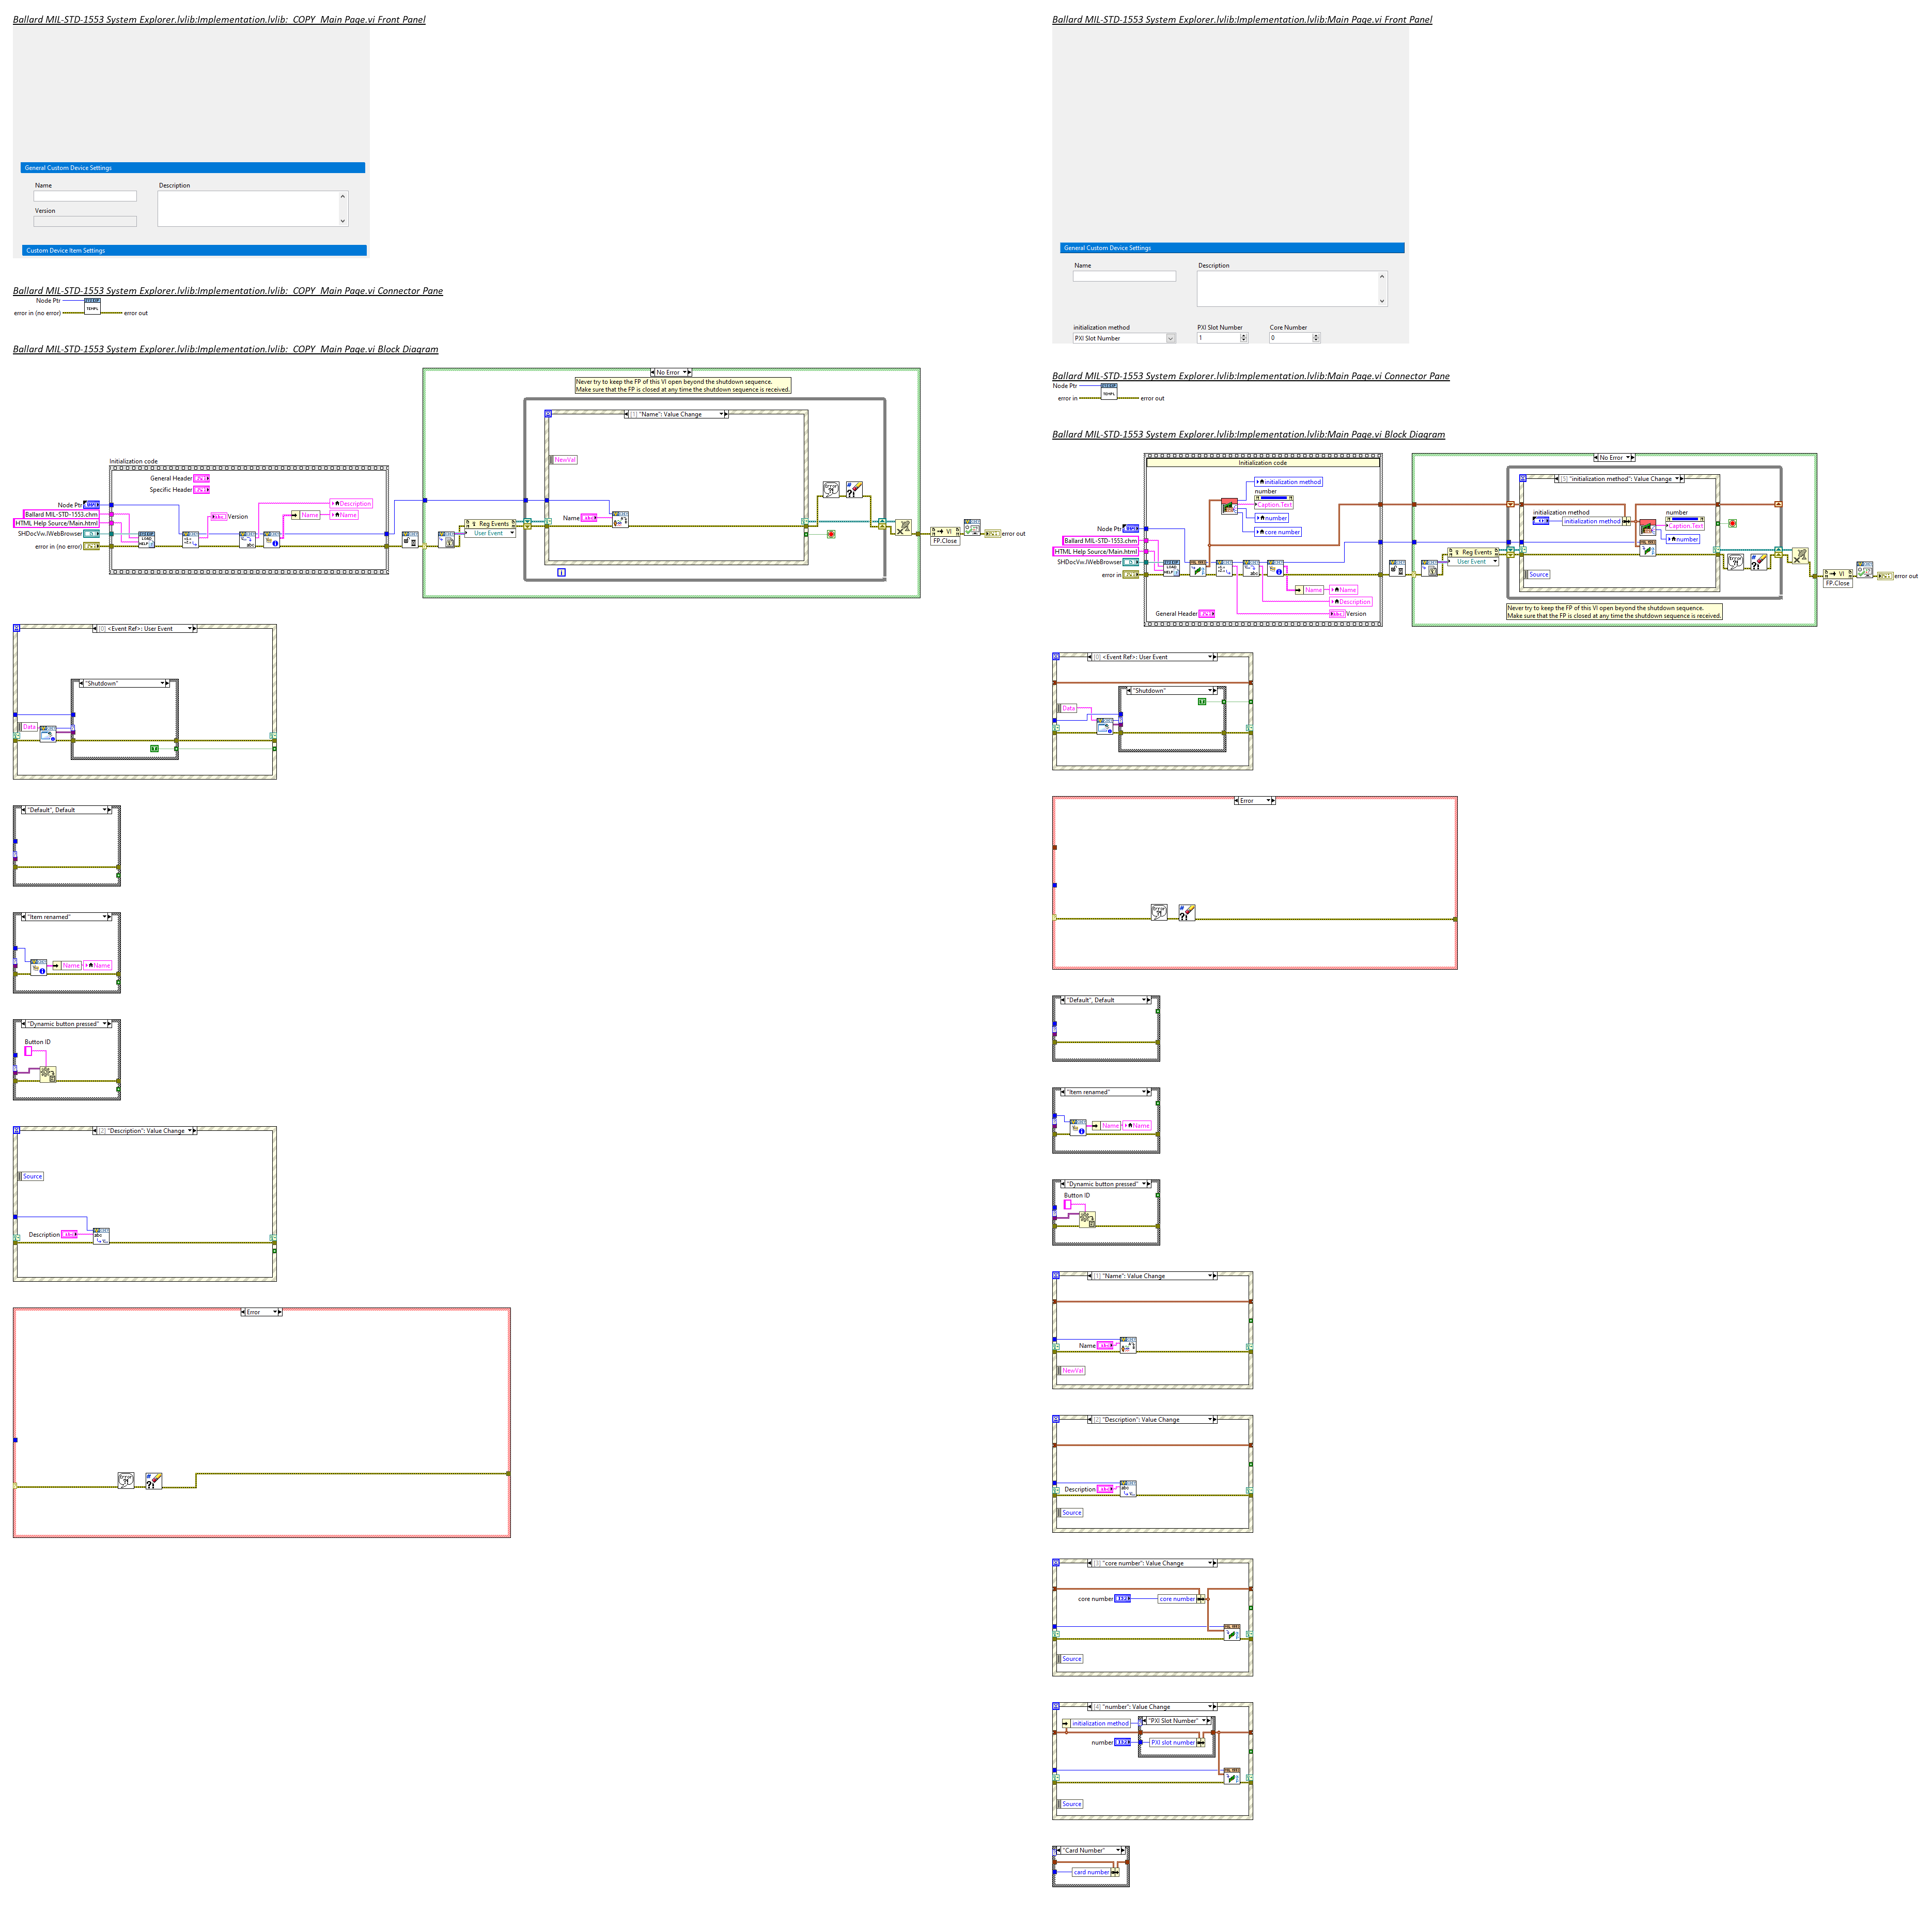 Ballard MIL-STD-1553 System Explorer.lvlib:Implementation.lvlib:_COPY_Main Page.vi Front Panel
General Custom Device Settings
Name
Description
Version
Custom Device Item Settings
Ballard MIL-STD-1553 System Explorer.lvlib:Implementation.lvlib:_COPY_Main Page.vi Connector Pane
Node Ptr
TEMPL
error in (no error)
error out
Ballard MIL-STD-1553 System Explorer.lvlib:Implementation.lvlib:_COPY_Main Page.vi Block Diagram
No Error
Never try to keep the FP of this VI open beyond the shutdown sequence.
Make sure that the FP is closed at any time the shutdown sequence is received.
[1] "Name": Value Change
NewVal
Initialization code
General Header
Specific Header
Node Ptr
Ballard MIL-STD-1553.chm
HTML Help Source/Main.html
SHDocVw.IWebBrowser
error in (no error)
Version
Description
Name
Name
Name
Reg Events
User Event
VI
FP.Close
error out
[0] <Event Ref>: User Event
"Shutdown"
Data
"Default", Default
"Item renamed"
Name
Name
"Dynamic button pressed"
Button ID
[2] "Description": Value Change
Source
Description
Error
Ballard MIL-STD-1553 System Explorer.lvlib:Implementation.lvlib:Main Page.vi Front Panel
General Custom Device Settings
Name
Description
initialization method
PXI Slot Number
Core Number
PXI Slot Number
1
0
Ballard MIL-STD-1553 System Explorer.lvlib:Implementation.lvlib:Main Page.vi Connector Pane
Node Ptr
TEMPL
error in
error out
Ballard MIL-STD-1553 System Explorer.lvlib:Implementation.lvlib:Main Page.vi Block Diagram
Initialization code
initialization method
number
Caption.Text
number
core number
Node Ptr
Ballard MIL-STD-1553.chm
HTML Help Source/Main.html
SHDocVw.IWebBrowser
error in
Name
Name
Description
General Header
Version
No Error
[5] "initialization method": Value Change
initialization method
initialization method
number
Caption.Text
number
Reg Events
User Event
Source
Never try to keep the FP of this VI open beyond the shutdown sequence.
Make sure that the FP is closed at any time the shutdown sequence is received.
VI
FP.Close
error out
[0] <Event Ref>: User Event
"Shutdown"
Data
Error
"Default", Default
"Item renamed"
Name
Name
"Dynamic button pressed"
Button ID
[1] "Name": Value Change
Name
NewVal
[2] "Description": Value Change
Description
Source
[3] "core number": Value Change
core number
core number
Source
[4] "number": Value Change
initialization method
"PXI Slot Number"
number
PXI slot number
Source
"Card Number"
card number